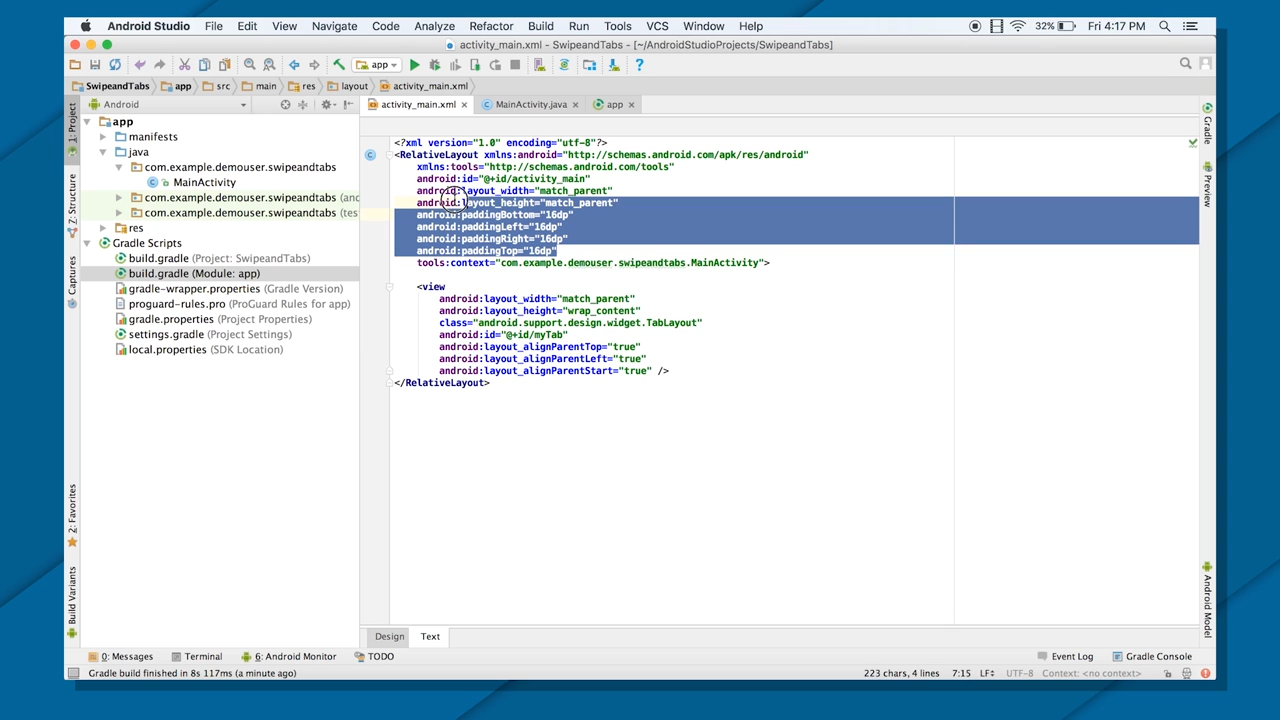 Android Studio File Edit View Navigate Code Analyze Refactor Build Run Tools VCS Window Help 32% Fri 4:17 PM
activity_main.xml - SwipeandTabs - [~/AndroidStudioProjects/SwipeandTabs]
app
SwipeandTabs app src main res layout activity_main.xml
Android activity_main.xml MainActivity.java app
1: Project
7: Structure
Captures
2: Favorites
Build Variants
app
manifests
java
com.example.demouser.swipeandtabs
MainActivity
com.example.demouser.swipeandtabs (and
com.example.demouser.swipeandtabs (tes
res
Gradle Scripts
build.gradle (Project: SwipeandTabs)
build.gradle (Module: app)
gradle-wrapper.properties (Gradle Version)
proguard-rules.pro (ProGuard Rules for app)
gradle.properties (Project Properties)
settings.gradle (Project Settings)
local.properties (SDK Location)
<?xml version="1.0" encoding="utf-8"?>
<RelativeLayout xmlns:android="http://schemas.android.com/apk/res/android"
xmlns:tools="http://schemas.android.com/tools"
android:id="@+id/activity_main"
android:layout_width="match_parent"
android:layout_height="match_parent"
android:paddingBottom="16dp"
android:paddingLeft="16dp"
android:paddingRight="16dp"
android:paddingTop="16dp"
tools:context="com.example.demouser.swipeandtabs.MainActivity">
<view
android:layout_width="match_parent"
android:layout_height="wrap_content"
class="android.support.design.widget.TabLayout"
android:id="@+id/myTab"
android:layout_alignParentTop="true"
android:layout_alignParentLeft="true"
android:layout_alignParentStart="true" />
</RelativeLayout>
Gradle
Preview
Android Model
Design Text
0: Messages Terminal 6: Android Monitor TODO Event Log Gradle Console
Gradle build finished in 8s 117ms (a minute ago) 223 chars, 4 lines 7:15 LF UTF-8 Context: <no context>